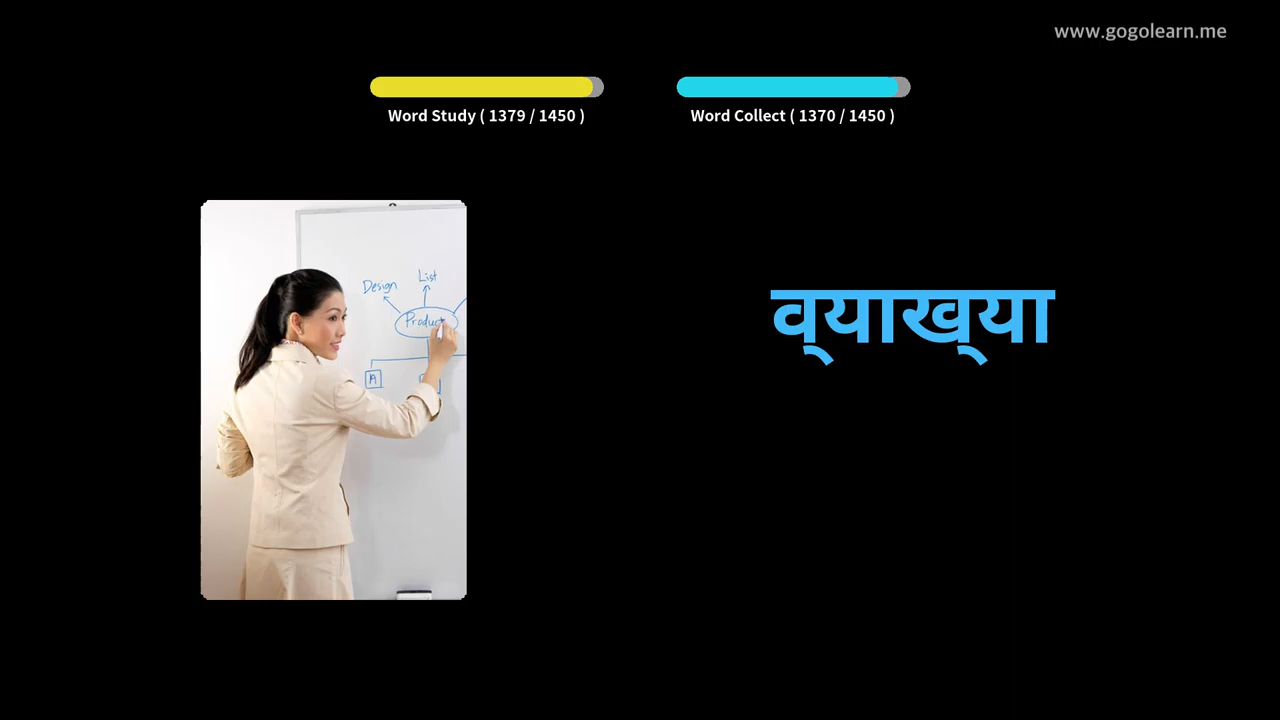 www.gogolearn.me
Word Study ( 1379 / 1450 )
Word Collect ( 1370 / 1450 )
List
Design
Product
A
व्याख्या